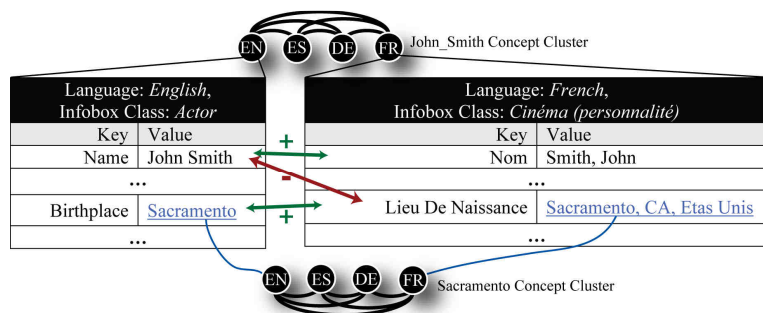 EN ES DE FR
John_Smith Concept Cluster
Language: English,
Infobox Class: Actor
Key Value
Name John Smith
...
Birthplace Sacramento
...
+
-
+
Language: French,
Infobox Class: Cinéma (personnalité)
Key Value
Nom Smith, John
...
Lieu De Naissance Sacramento, CA, Etas Unis
...
EN ES DE FR
Sacramento Concept Cluster